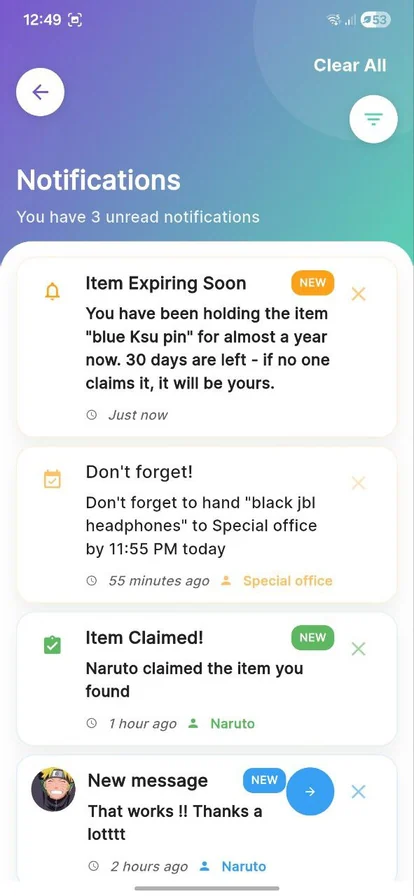 12:49
53
Clear All
Notifications
You have 3 unread notifications
Item Expiring Soon
NEW
You have been holding the item
"blue Ksu pin" for almost a year
now. 30 days are left - if no one
claims it, it will be yours.
Just now
Don't forget!
Don't forget to hand "black jbl
headphones" to Special office
by 11:55 PM today
55 minutes ago Special office
Item Claimed!
NEW
Naruto claimed the item you
found
1 hour ago Naruto
New message
NEW
That works !! Thanks a
lotttt
2 hours ago Naruto